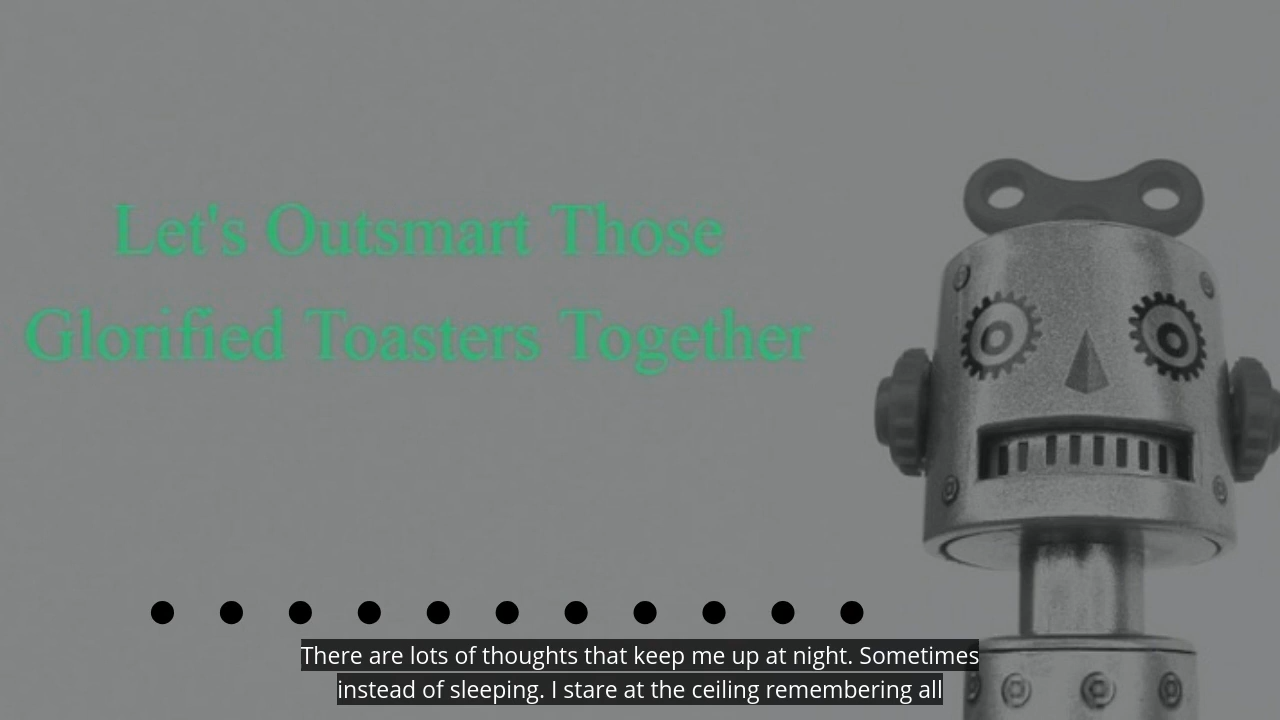 Let's Outsmart Those
Glorified Toasters Together
There are lots of thoughts that keep me up at night. Sometimes
instead of sleeping. I stare at the ceiling remembering all